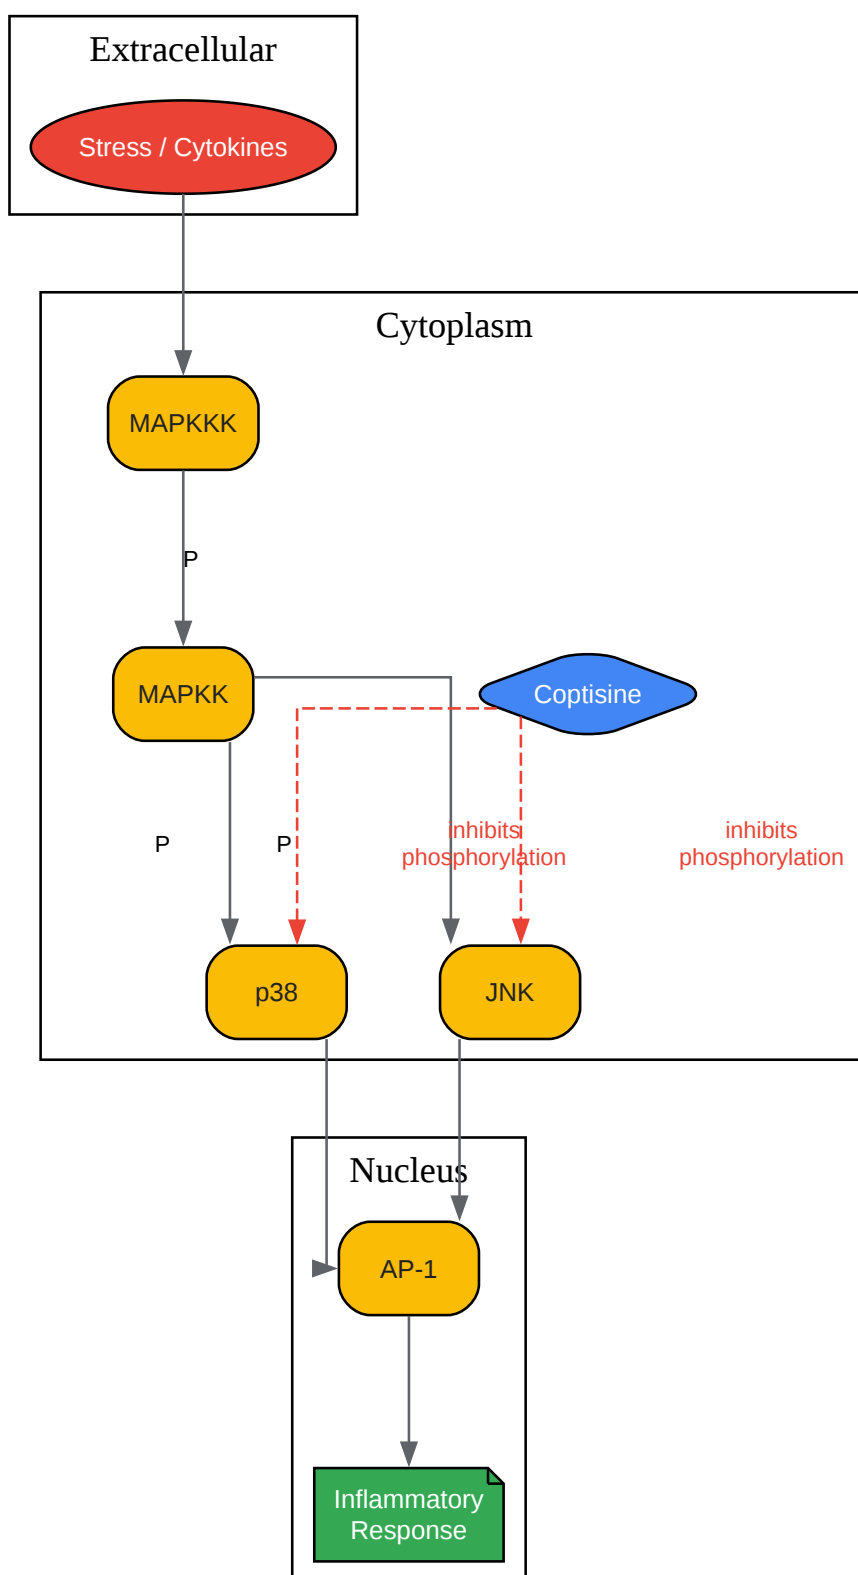 Extracellular
Stress / Cytokines
Cytoplasm
MAPKKK
P
MAPKK
Coptisine
P
P
inhibits
phosphorylation
inhibits
phosphorylation
p38
JNK
Nucleus
AP-1
Inflammatory
Response